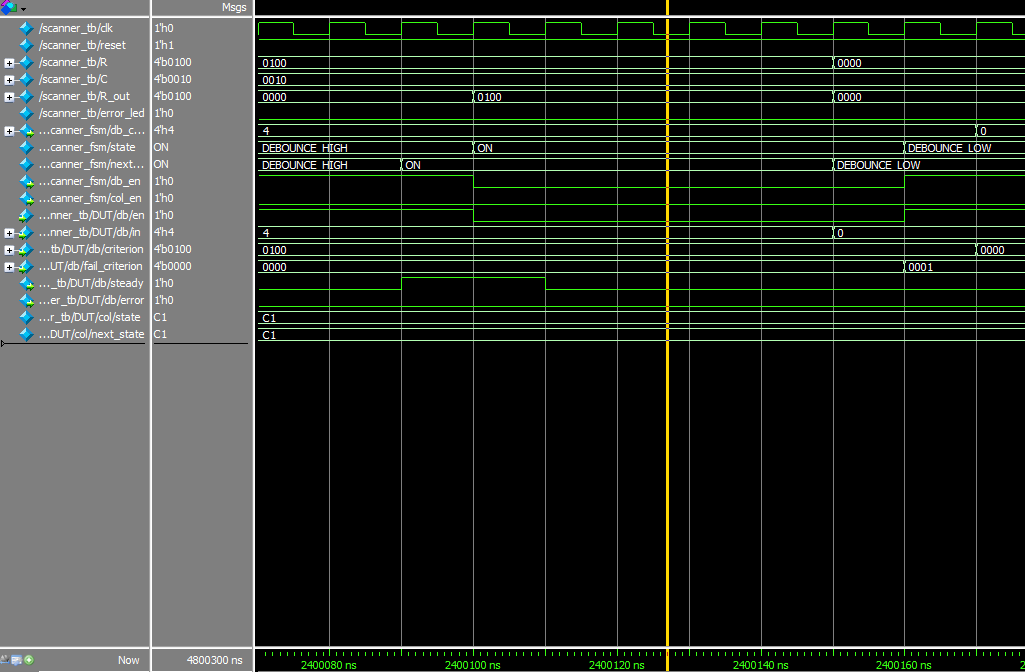 Msgs
/scanner_tb/clk 1'h0
/scanner_tb/reset 1'h1
/scanner_tb/R 4'b0100 0100 0000
/scanner_tb/C 4'b0010 0010
/scanner_tb/R_out 4'b0100 0000 0100 0000
/scanner_tb/error_led 1'h0
...canner_fsm/db_c... 4'h4 4 0
...canner_fsm/state ON DEBOUNCE_HIGH ON DEBOUNCE_LOW
...canner_fsm/next... ON DEBOUNCE_HIGH ON DEBOUNCE_LOW
...canner_fsm/db_en 1'h0
...canner_fsm/col_en 1'h0
...nner_tb/DUT/db/en 1'h0
...nner_tb/DUT/db/in 4'h4 4 0
...tb/DUT/db/criterion 4'b0100 0100 0000
...UT/db/fail_criterion 4'b0000 0000 0001
..._tb/DUT/db/steady 1'h0
...er_tb/DUT/db/error 1'h0
...r_tb/DUT/col/state C1 C1
...DUT/col/next_state C1 C1
Now 4800300 ns 2400080 ns 2400100 ns 2400120 ns 2400140 ns 2400160 ns